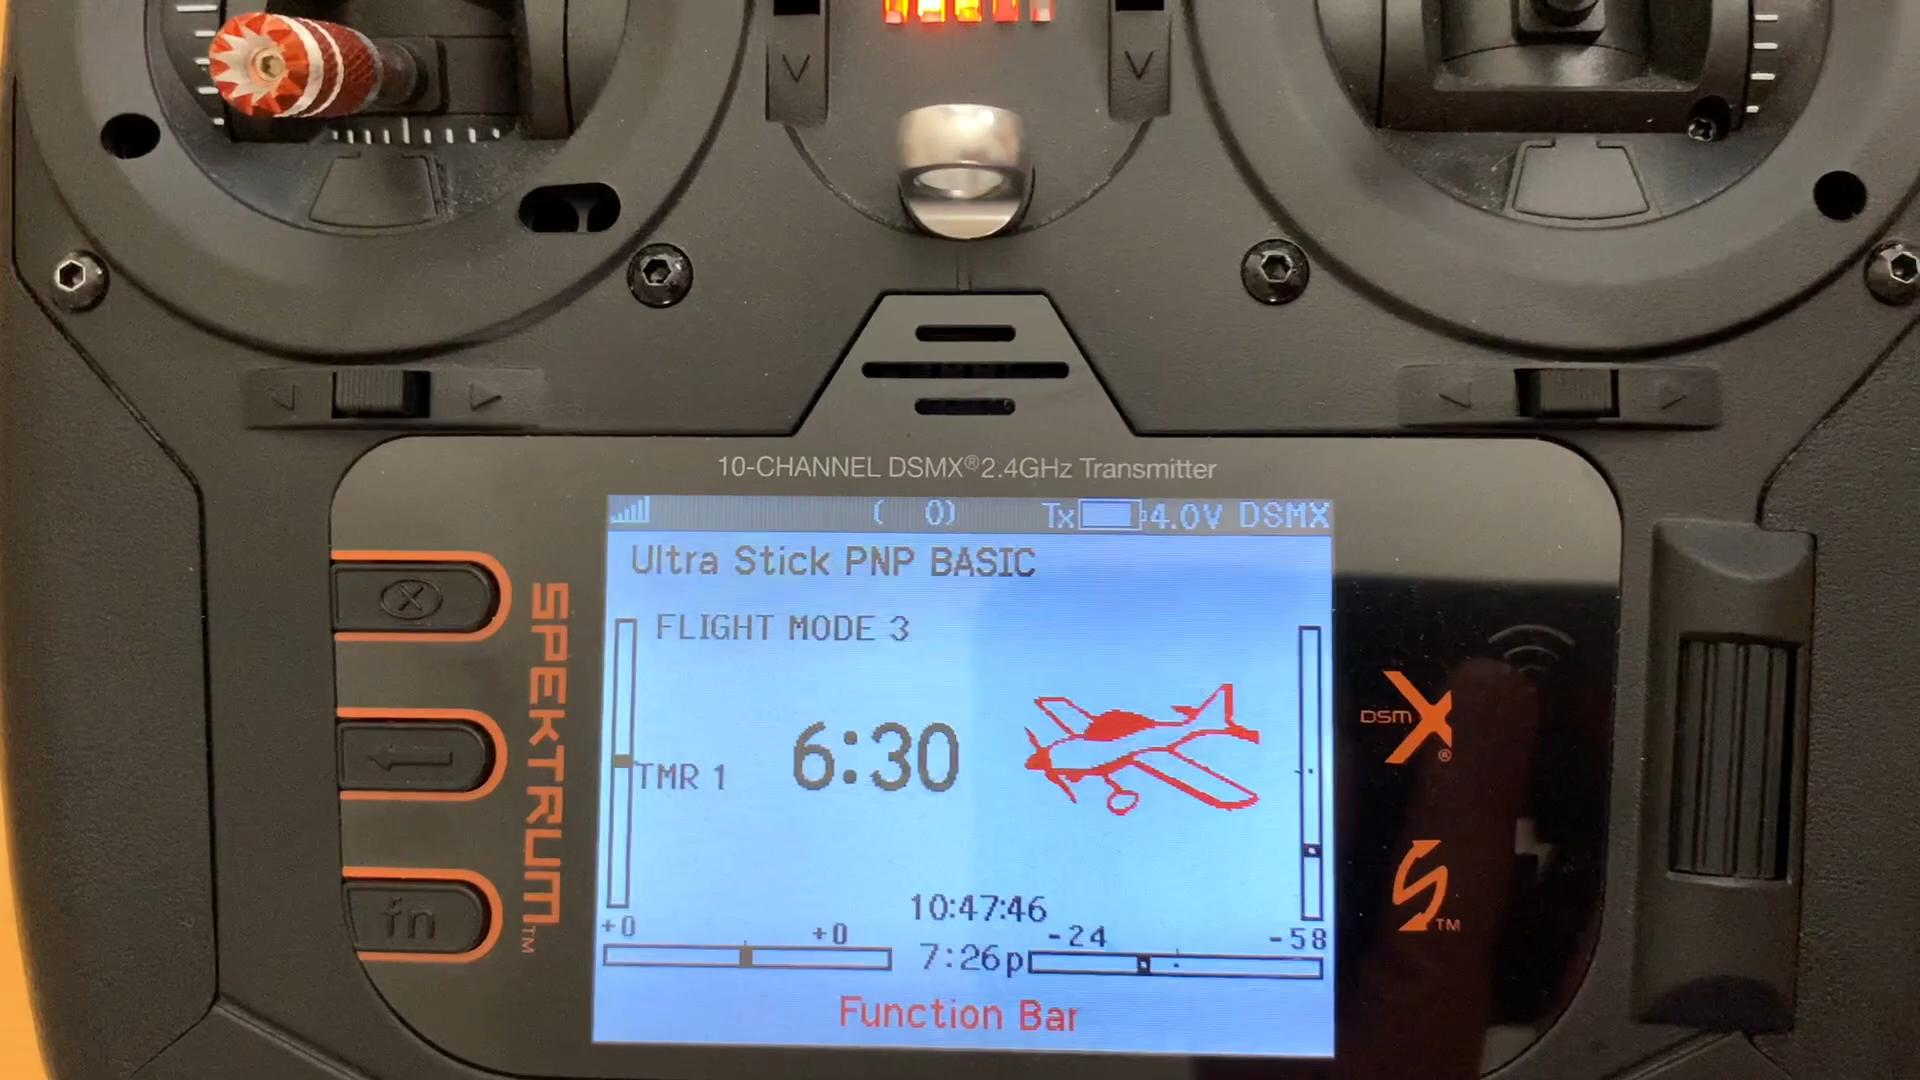 10-CHANNEL DSMX® 2.4GHz Transmitter
( 0) Tx 4.0V DSMX
Ultra Stick PNP BASIC
FLIGHT MODE 3
TMR 1
6:30
10:47:46
+0 +0 -24 -58
7:26p
Function Bar
SPEKTRUM™
fn
DSM X®
S™